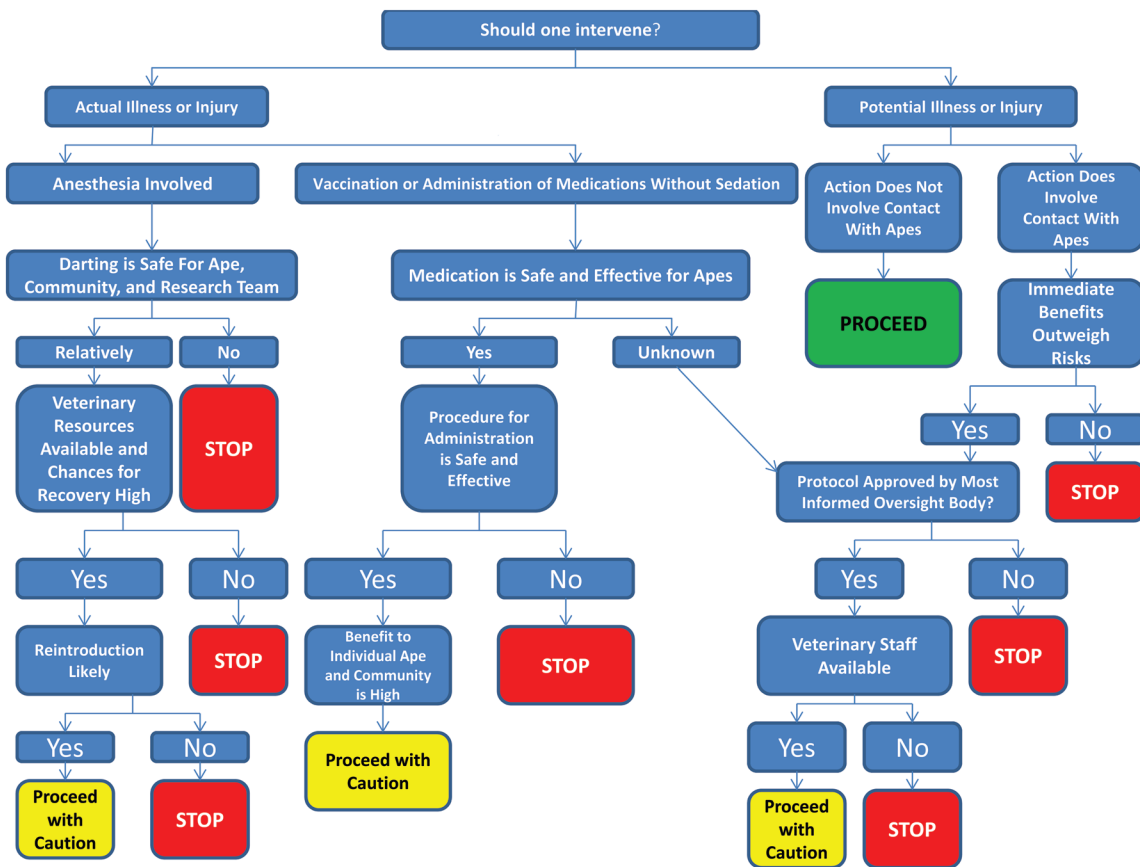 Should one intervene?
Actual Illness or Injury
Potential Illness or Injury
Anesthesia Involved
Vaccination or Administration of Medications Without Sedation
Action Does Not
Involve Contact
With Apes
Action Does
Involve
Contact With
Apes
Darting is Safe For Ape,
Community, and Research Team
Medication is Safe and Effective for Apes
PROCEED
Immediate
Benefits
Outweigh
Risks
Relatively
No
Yes
Unknown
Veterinary
Resources
Available and
Chances for
Recovery High
STOP
Procedure for
Administration
is Safe and
Effective
Yes
No
Protocol Approved by Most
Informed Oversight Body?
STOP
Yes
No
Yes
No
Yes
No
Reintroduction
Likely
STOP
Benefit to
Individual Ape
and Community
is High
STOP
Veterinary Staff
Available
STOP
Yes
No
Proceed with
Caution
Yes
No
Proceed
with
Caution
STOP
Proceed
with
Caution
STOP